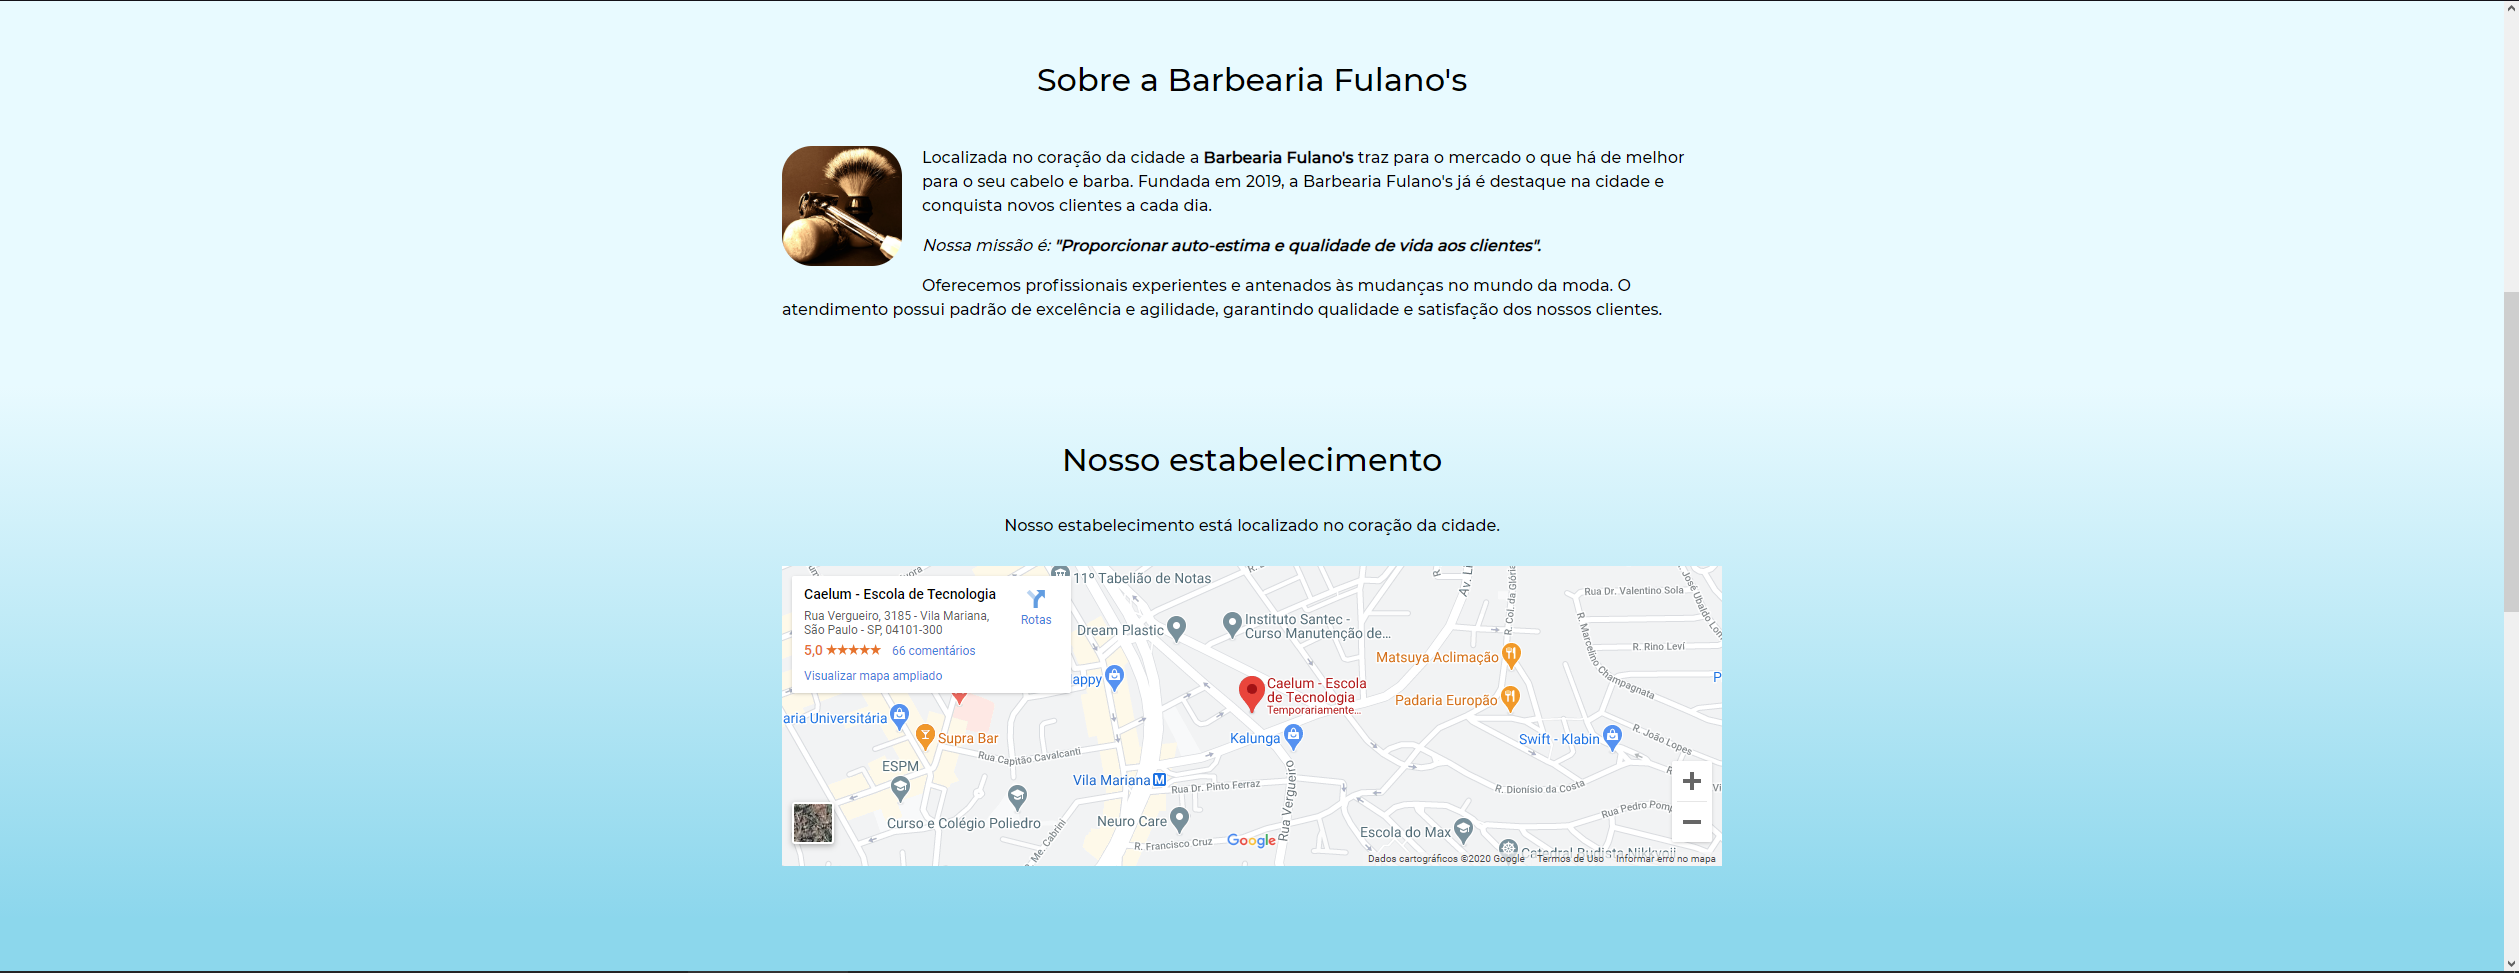 Sobre a Barbearia Fulano's
Localizada no coração da cidade a Barbearia Fulano's traz para o mercado o que há de melhor
para o seu cabelo e barba. Fundada em 2019, a Barbearia Fulano's já é destaque na cidade e
conquista novos clientes a cada dia.
Nossa missão é: "Proporcionar auto-estima e qualidade de vida aos clientes".
Oferecemos profissionais experientes e antenados às mudanças no mundo da moda. O
atendimento possui padrão de excelência e agilidade, garantindo qualidade e satisfação dos nossos clientes.
Nosso estabelecimento
Nosso estabelecimento está localizado no coração da cidade.
Caelum - Escola de Tecnologia
Rua Vergueiro, 3185 - Vila Mariana,
São Paulo - SP, 04101-300
5,0 ★★★★★ 66 comentários
Visualizar mapa ampliado
Rotas
11º Tabelião de Notas
Dream Plastic
Instituto Santec -
Curso Manutenção de...
Av. Li
R. Col. da Glória
Rua Dr. Valentino Sola
R. José Ubaldo
R. Marcelino Champagnata
R. Rino Leví
Matsuya Aclimação
appy
Caelum - Escola
de Tecnologia
Temporariamente...
Padaria Europão
P
aria Universitária
Supra Bar
Kalunga
Swift - Klabin
R. João Lopes
Rua Capitão Cavalcanti
ESPM
Vila Mariana M
Rua Dr. Pinto Ferraz
Rua Vergueiro
R. Dionísio da Costa
Rua Pedro Pomp
Vi
Curso e Colégio Poliedro
R. Me. Cabrini
Neuro Care
R. Francisco Cruz
Google
Escola do Max
Catedral Budista Nikkyoji
Dados cartográficos ©2020 Google
Termos de Uso
Informar erro no mapa